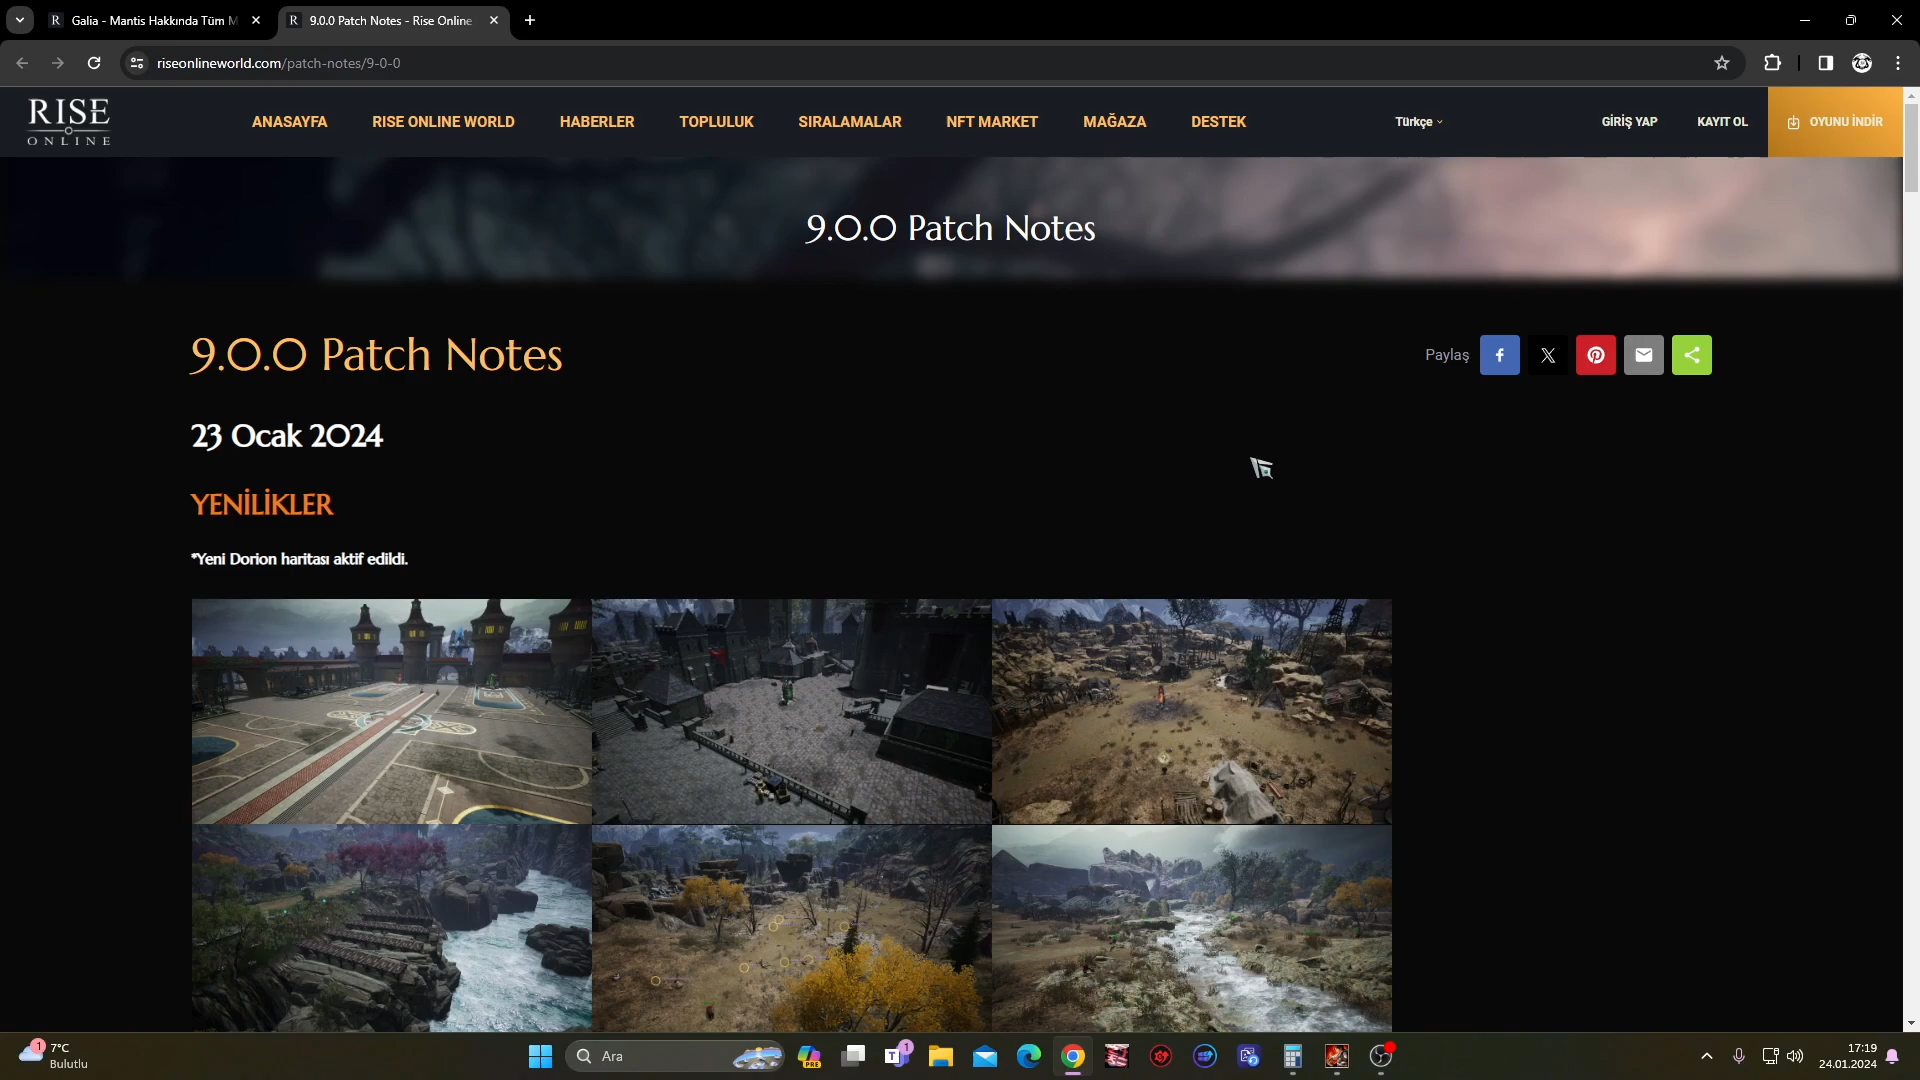 Galia - Mantis Hakkında Tüm M
9.0.0 Patch Notes - Rise Online
riseonlineworld.com/patch-notes/9-0-0
RISE
ONLINE
ANASAYFA
RISE ONLINE WORLD
HABERLER
TOPLULUK
SIRALAMALAR
NFT MARKET
MAĞAZA
DESTEK
Türkçe
GİRİŞ YAP
KAYIT OL
OYUNU İNDİR
9.0.0 Patch Notes
9.0.0 Patch Notes
Paylaş
23 Ocak 2024
YENİLİKLER
*Yeni Dorion haritası aktif edildi.
1
7°C
Bulutlu
Ara
PRE
1
17:19
24.01.2024